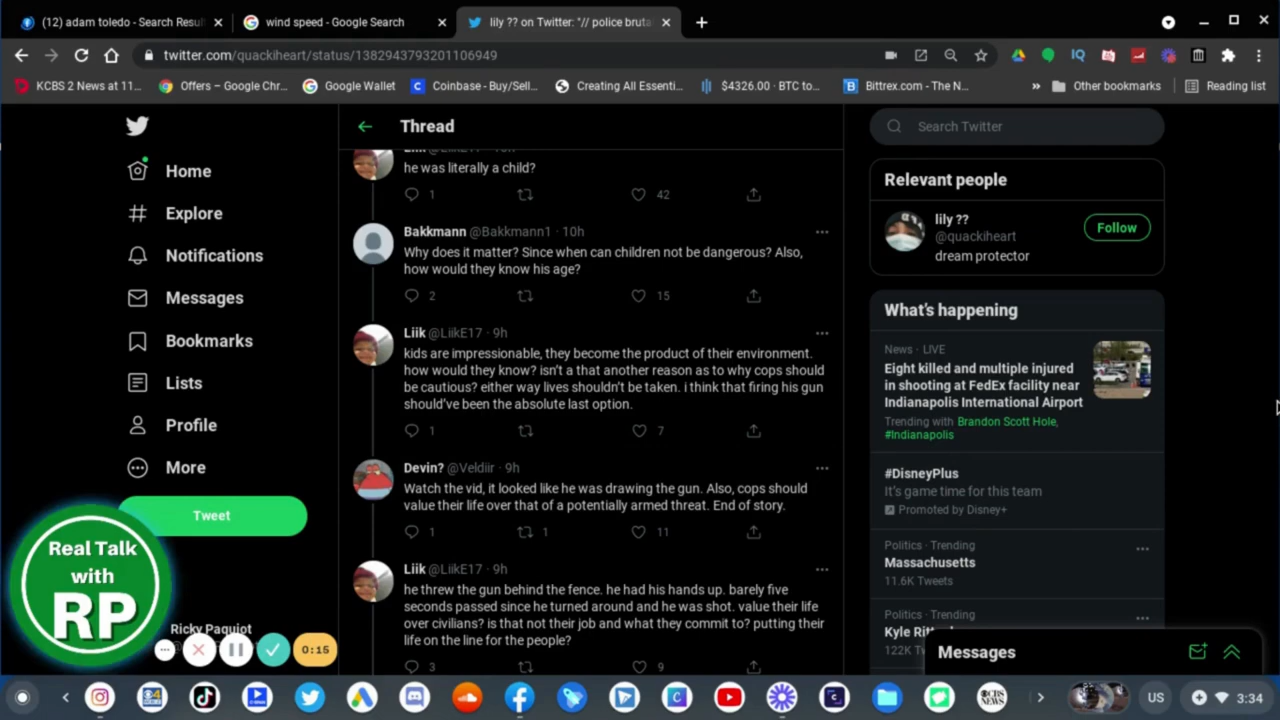 (12) adam toledo - Search Resul
wind speed - Google Search
lily ?? on Twitter: "// police bruta
twitter.com/quackiheart/status/1382943793201106949
KCBS 2 News at 11...
Offers – Google Chr...
Google Wallet
Coinbase - Buy/Sell...
Creating All Essenti...
$4326.00 · BTC to...
Bittrex.com - The N...
»
Other bookmarks
Reading list
Home
Explore
Notifications
Messages
Bookmarks
Lists
Profile
More
Tweet
Real Talk
with
RP
Ricky Paquiot
0:15
Thread
he was literally a child?
1 42
Bakkmann @Bakkmann1 · 10h
Why does it matter? Since when can children not be dangerous? Also,
how would they know his age?
2 15
Liik @LiikE17 · 9h
kids are impressionable, they become the product of their environment.
how would they know? isn't a that another reason as to why cops should
be cautious? either way lives shouldn't be taken. i think that firing his gun
should've been the absolute last option.
1 7
Devin? @Veldiir · 9h
Watch the vid, it looked like he was drawing the gun. Also, cops should
value their life over that of a potentially armed threat. End of story.
1 1 11
Liik @LiikE17 · 9h
he threw the gun behind the fence. he had his hands up. barely five
seconds passed since he turned around and he was shot. value their life
over civilians? is that not their job and what they commit to? putting their
life on the line for the people?
3 9
Search Twitter
Relevant people
lily ??
@quackiheart
dream protector
Follow
What's happening
News · LIVE
Eight killed and multiple injured
in shooting at FedEx facility near
Indianapolis International Airport
Trending with Brandon Scott Hole,
#Indianapolis
#DisneyPlus
It's game time for this team
Promoted by Disney+
Politics · Trending
Massachusetts
11.6K Tweets
Politics · Trending
Kyle Ritt
122K Tw
Messages
US
3:34